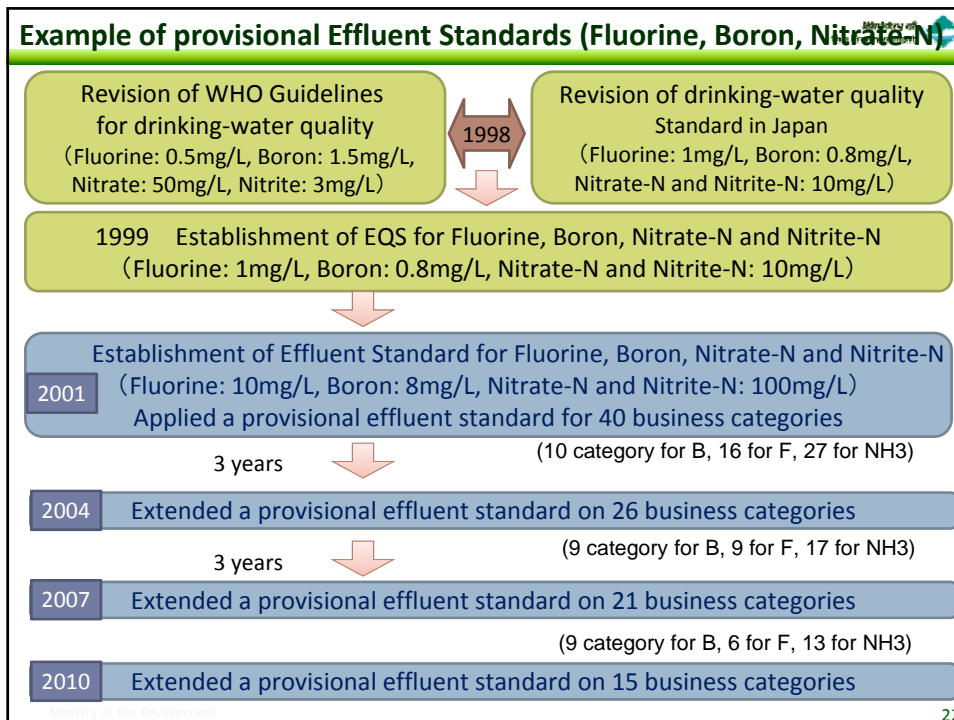 Example of provisional Effluent Standards (Fluorine, Boron, Nitrate-N)
Ministry of
the Environment
Revision of WHO Guidelines
for drinking-water quality
（Fluorine: 0.5mg/L, Boron: 1.5mg/L,
Nitrate: 50mg/L, Nitrite: 3mg/L）
1998
Revision of drinking-water quality
Standard in Japan
（Fluorine: 1mg/L, Boron: 0.8mg/L,
Nitrate-N and Nitrite-N: 10mg/L）
1999 Establishment of EQS for Fluorine, Boron, Nitrate-N and Nitrite-N
（Fluorine: 1mg/L, Boron: 0.8mg/L, Nitrate-N and Nitrite-N: 10mg/L）
2001
Establishment of Effluent Standard for Fluorine, Boron, Nitrate-N and Nitrite-N
（Fluorine: 10mg/L, Boron: 8mg/L, Nitrate-N and Nitrite-N: 100mg/L）
Applied a provisional effluent standard for 40 business categories
3 years
(10 category for B, 16 for F, 27 for NH3)
2004 Extended a provisional effluent standard on 26 business categories
3 years
(9 category for B, 9 for F, 17 for NH3)
2007 Extended a provisional effluent standard on 21 business categories
(9 category for B, 6 for F, 13 for NH3)
2010 Extended a provisional effluent standard on 15 business categories
Ministry of the Environment